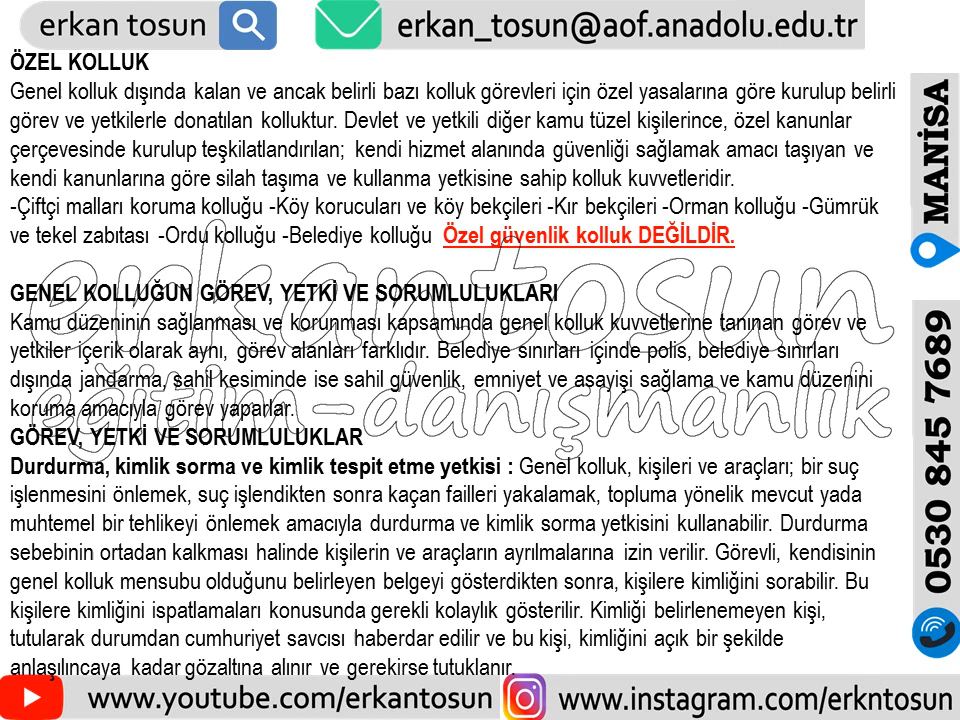 erkan tosun
erkan_tosun@aof.anadolu.edu.tr
ÖZEL KOLLUK
Genel kolluk dışında kalan ve ancak belirli bazı kolluk görevleri için özel yasalarına göre kurulup belirli
görev ve yetkilerle donatılan kolluktur. Devlet ve yetkili diğer kamu tüzel kişilerince, özel kanunlar
çerçevesinde kurulup teşkilatlandırılan; kendi hizmet alanında güvenliği sağlamak amacı taşıyan ve
kendi kanunlarına göre silah taşıma ve kullanma yetkisine sahip kolluk kuvvetleridir.
-Çiftçi malları koruma kolluğu -Köy korucuları ve köy bekçileri -Kır bekçileri -Orman kolluğu -Gümrük
ve tekel zabıtası -Ordu kolluğu -Belediye kolluğu Özel güvenlik kolluk DEĞİLDİR.
GENEL KOLLUĞUN GÖREV, YETKİ VE SORUMLULUKLARI
Kamu düzeninin sağlanması ve korunması kapsamında genel kolluk kuvvetlerine tanınan görev ve
yetkiler içerik olarak aynı, görev alanları farklıdır. Belediye sınırları içinde polis, belediye sınırları
dışında jandarma, sahil kesiminde ise sahil güvenlik, emniyet ve asayişi sağlama ve kamu düzenini
koruma amacıyla görev yaparlar.
GÖREV, YETKİ VE SORUMLULUKLAR
Durdurma, kimlik sorma ve kimlik tespit etme yetkisi : Genel kolluk, kişileri ve araçları; bir suç
işlenmesini önlemek, suç işlendikten sonra kaçan failleri yakalamak, topluma yönelik mevcut yada
muhtemel bir tehlikeyi önlemek amacıyla durdurma ve kimlik sorma yetkisini kullanabilir. Durdurma
sebebinin ortadan kalkması halinde kişilerin ve araçların ayrılmalarına izin verilir. Görevli, kendisinin
genel kolluk mensubu olduğunu belirleyen belgeyi gösterdikten sonra, kişilere kimliğini sorabilir. Bu
kişilere kimliğini ispatlamaları konusunda gerekli kolaylık gösterilir. Kimliği belirlenemeyen kişi,
tutularak durumdan cumhuriyet savcısı haberdar edilir ve bu kişi, kimliğini açık bir şekilde
anlaşılıncaya kadar gözaltına alınır ve gerekirse tutuklanır.
erkantosun
eğitim-danışmanlık
MANİSA
0530 845 7689
www.youtube.com/erkantosun
www.instagram.com/erkntosun